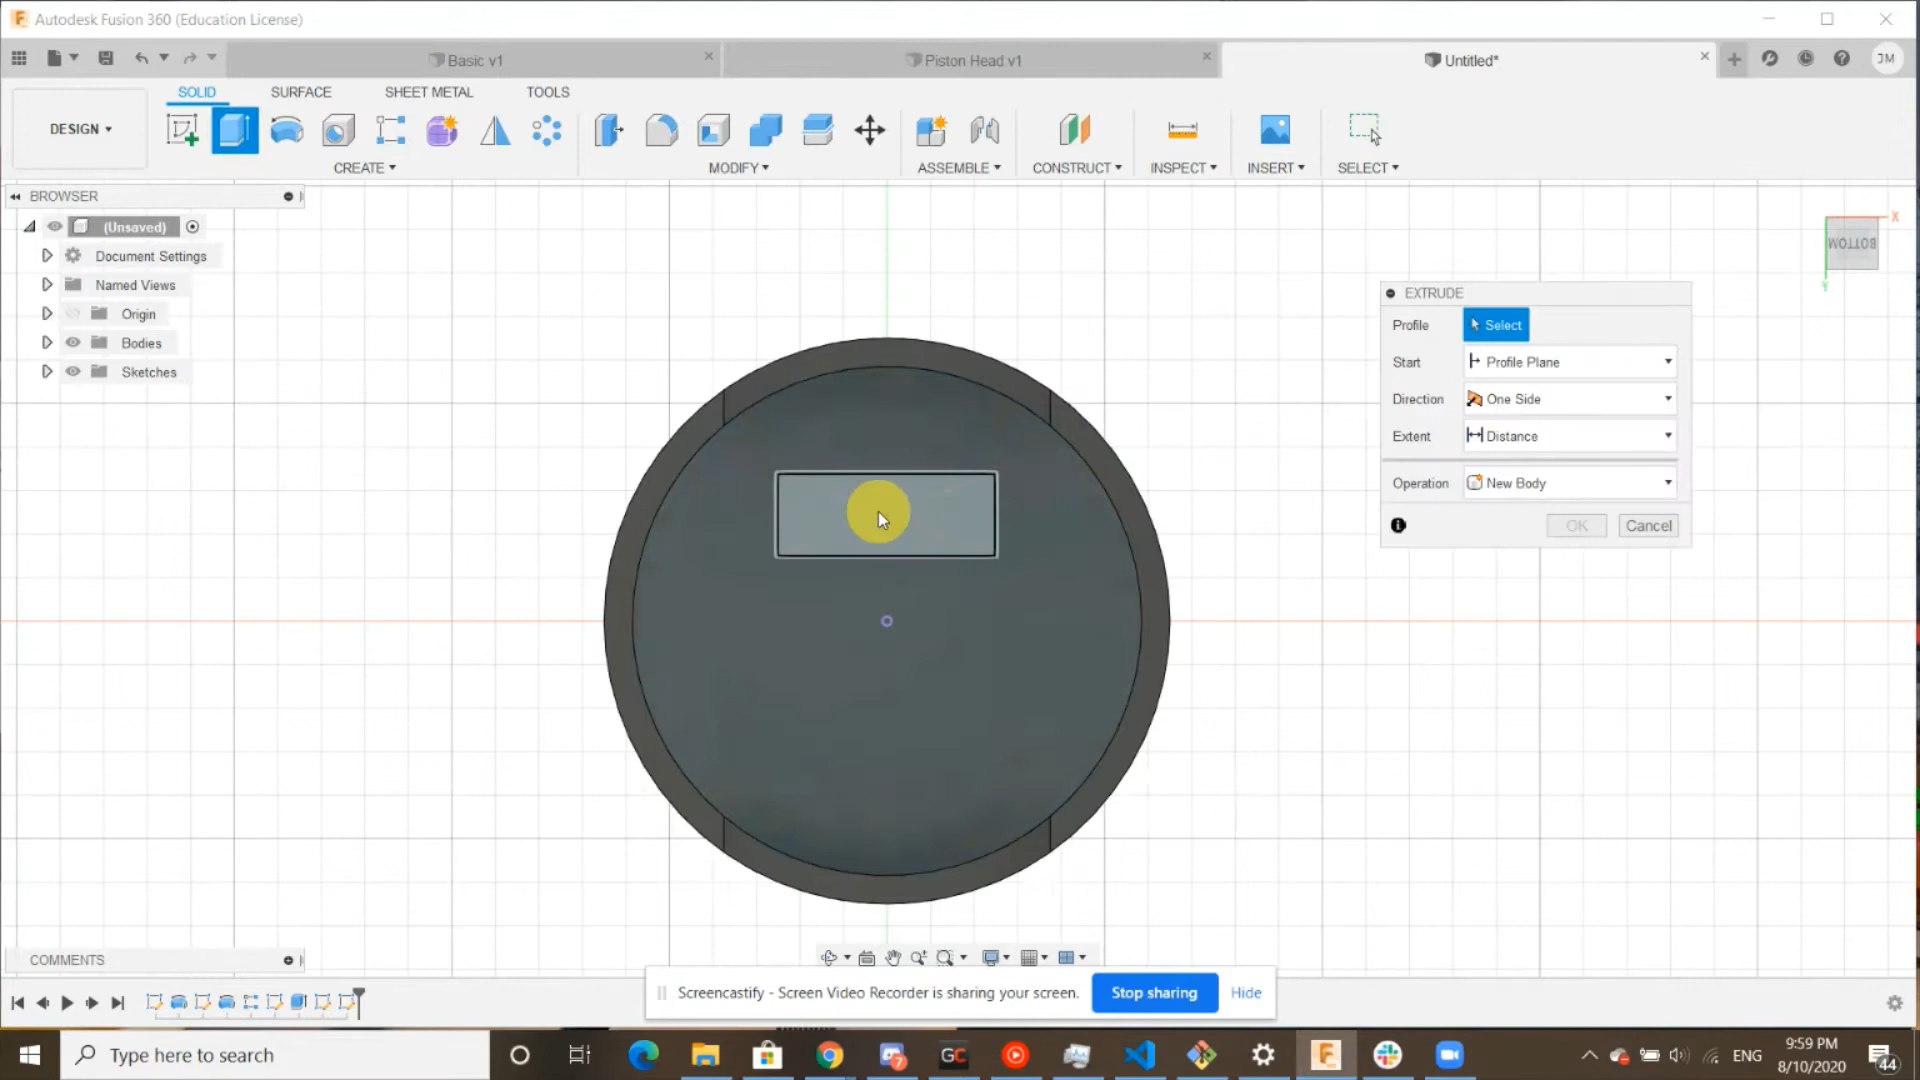 Autodesk Fusion 360 (Education License)
Basic v1
Piston Head v1
Untitled*
JM
DESIGN
SOLID
SURFACE
SHEET METAL
TOOLS
CREATE
MODIFY
ASSEMBLE
CONSTRUCT
INSPECT
INSERT
SELECT
BROWSER
(Unsaved)
Document Settings
Named Views
Origin
Bodies
Sketches
X
BOTTOM
Y
EXTRUDE
Profile
Select
Start
Profile Plane
Direction
One Side
Extent
Distance
Operation
New Body
OK
Cancel
COMMENTS
Screencastify - Screen Video Recorder is sharing your screen.
Stop sharing
Hide
Type here to search
7
GC
F
ENG
9:59 PM
8/10/2020
44